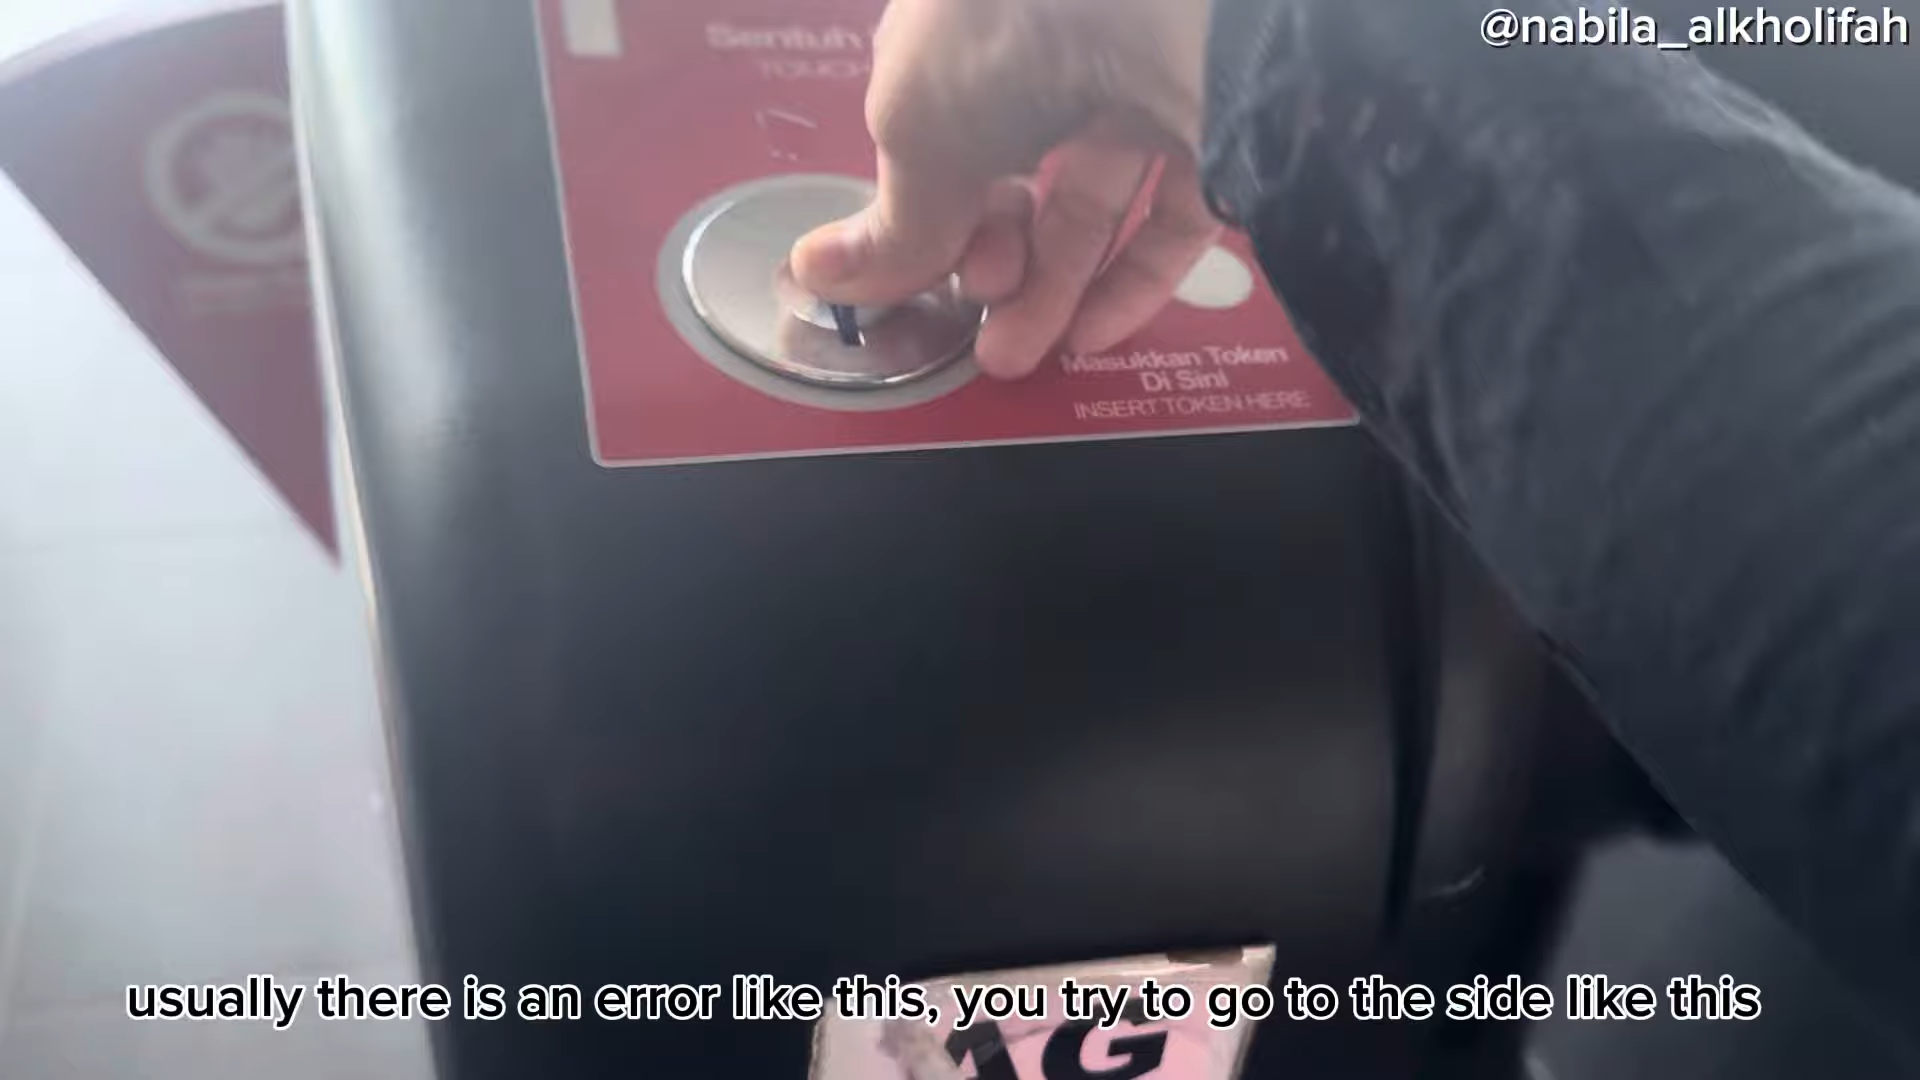 @nabila_alkholifah
Sentuh
TOUCH
Masukkan Token
Di Sini
INSERT TOKEN HERE
usually there is an error like this, you try to go to the side like this
AG